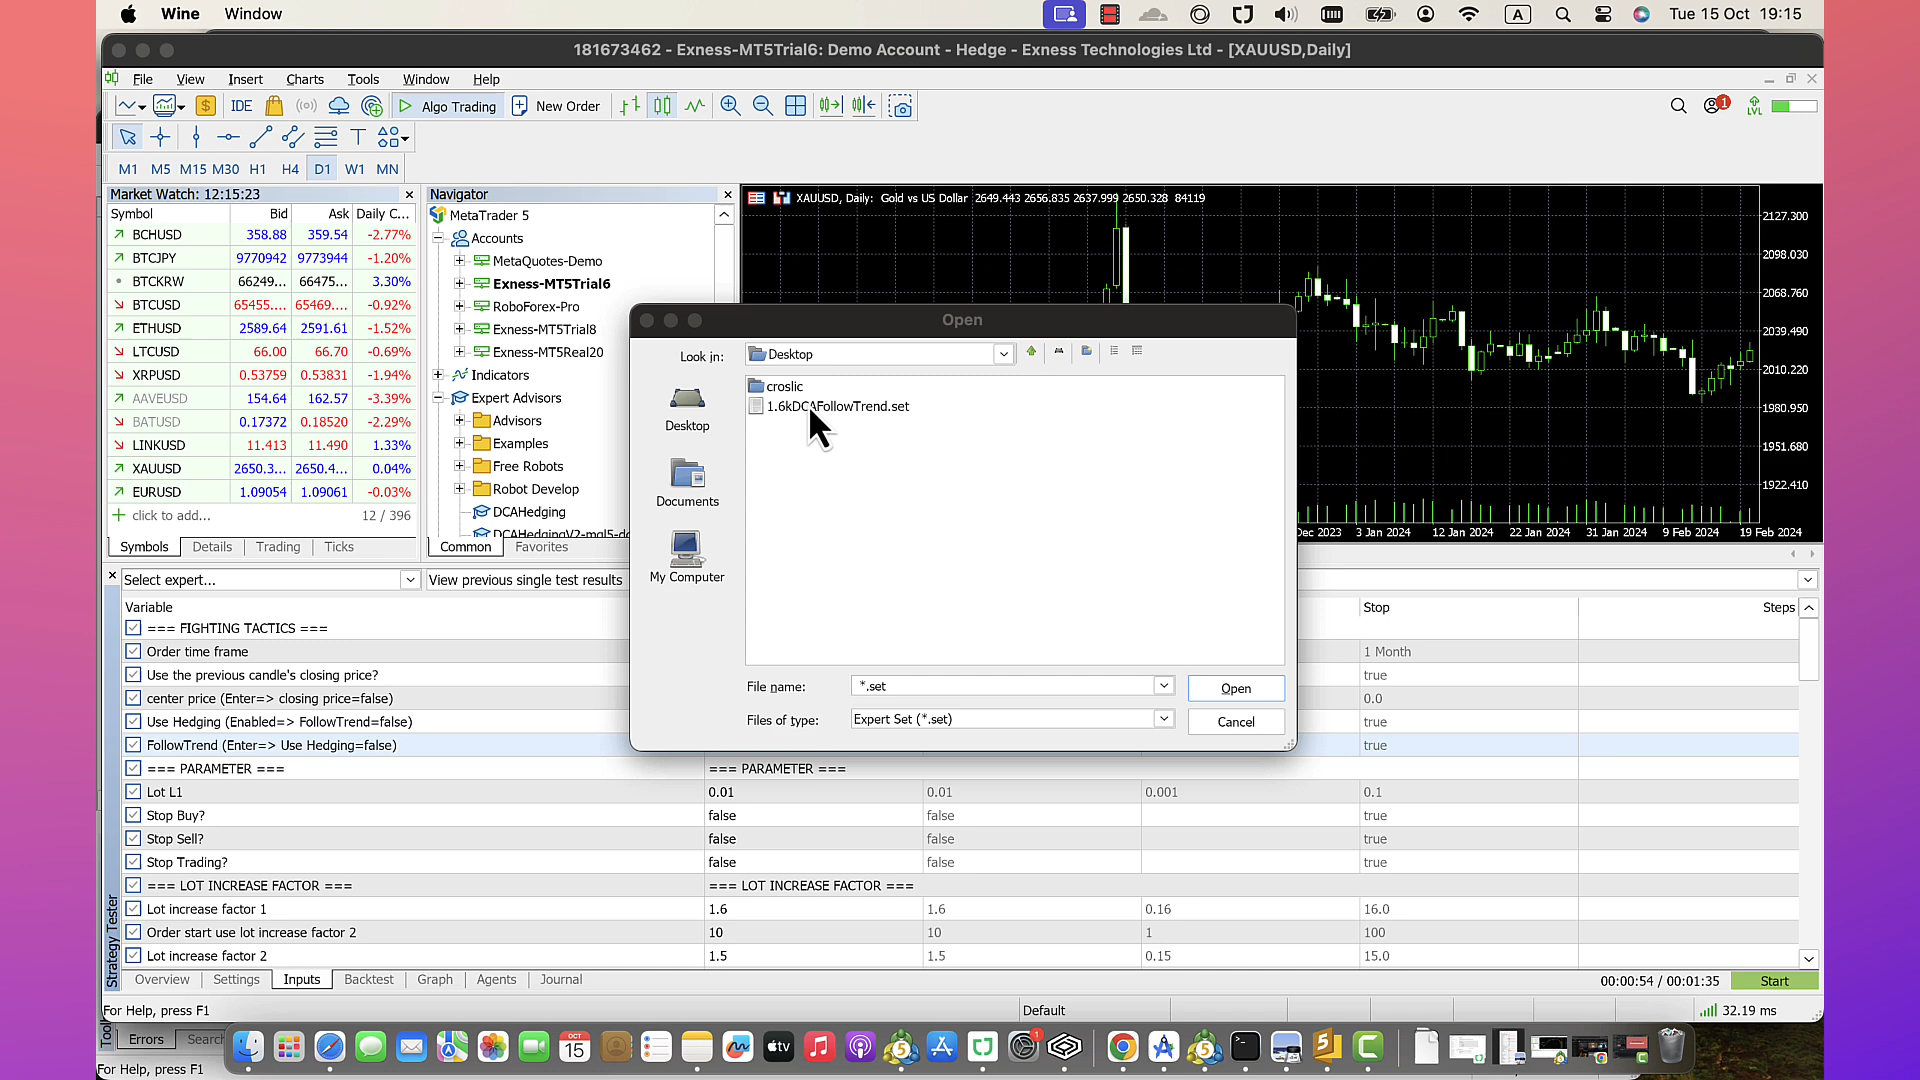 Wine Window A Tue 15 Oct 19:15
181673462 - Exness-MT5Trial6: Demo Account - Hedge - Exness Technologies Ltd - [XAUUSD,Daily]
File View Insert Charts Tools Window Help
IDE Algo Trading New Order 1 LVL
T
M1 M5 M15 M30 H1 H4 D1 W1 MN
Market Watch: 12:15:23
Symbol Bid Ask Daily C...
BCHUSD 358.88 359.54 -2.77%
BTCJPY 9770942 9773944 -1.20%
BTCKRW 66249... 66475... 3.30%
BTCUSD 65455.... 65469.... -0.92%
ETHUSD 2589.64 2591.61 -1.52%
LTCUSD 66.00 66.70 -0.69%
XRPUSD 0.53759 0.53831 -1.94%
AAVEUSD 154.64 162.57 -3.39%
BATUSD 0.17372 0.18520 -2.29%
LINKUSD 11.413 11.490 1.33%
XAUUSD 2650.3... 2650.4... 0.04%
EURUSD 1.09054 1.09061 -0.03%
click to add... 12 / 396
Symbols Details Trading Ticks
Navigator
MetaTrader 5
Accounts
MetaQuotes-Demo
Exness-MT5Trial6
RoboForex-Pro
Exness-MT5Trial8
Exness-MT5Real20
Indicators
Expert Advisors
Advisors
Examples
Free Robots
Robot Develop
DCAHedging
DCAHedgingV2-mql5-dc
Common Favorites
XAUUSD, Daily: Gold vs US Dollar 2649.443 2656.835 2637.999 2650.328 84119
2127.300
2098.030
2068.760
2039.490
2010.220
1980.950
1951.680
1922.410
Dec 2023 3 Jan 2024 12 Jan 2024 22 Jan 2024 31 Jan 2024 9 Feb 2024 19 Feb 2024
Open
Look in: Desktop
croslic
1.6kDCAFollowTrend.set
Desktop
Documents
My Computer
File name: *.set Open
Files of type: Expert Set (*.set) Cancel
Select expert... View previous single test results
Variable Stop Steps
=== FIGHTING TACTICS ===
Order time frame 1 Month
Use the previous candle's closing price? true
center price (Enter=> closing price=false) 0.0
Use Hedging (Enabled=> FollowTrend=false) true
FollowTrend (Enter=> Use Hedging=false) true
=== PARAMETER === === PARAMETER ===
Lot L1 0.01 0.01 0.001 0.1
Stop Buy? false false true
Stop Sell? false false true
Stop Trading? false false true
=== LOT INCREASE FACTOR === === LOT INCREASE FACTOR ===
Lot increase factor 1 1.6 1.6 0.16 16.0
Order start use lot increase factor 2 10 10 1 100
Lot increase factor 2 1.5 1.5 0.15 15.0
Strategy Tester
Overview Settings Inputs Backtest Graph Agents Journal 00:00:54 / 00:01:35 Start
For Help, press F1 Default 32.19 ms
Errors Search
OCT 15 tv 5 1 5 5
For Help, press F1